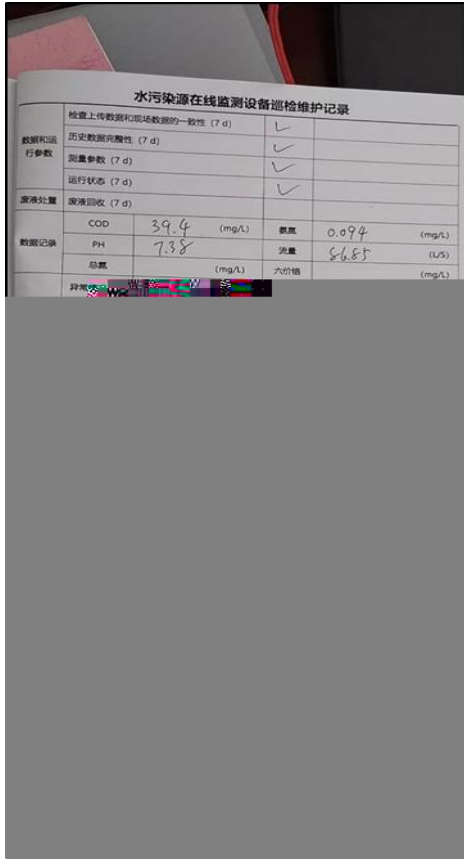 水污染源在线监测设备巡检维护记录
数据和运行参数 检查上传数据和现场数据的一致性 (7 d) ✓
历史数据完整性 (7 d) ✓
测量参数 (7 d) ✓
运行状态 (7 d) ✓
废液处置 废液回收 (7 d)
数据记录 COD 39.4 (mg/L) 氨氮 0.094 (mg/L)
PH 7.38 流量 86.85 (L/S)
总氮 (mg/L) 六价铬 (mg/L)
异常